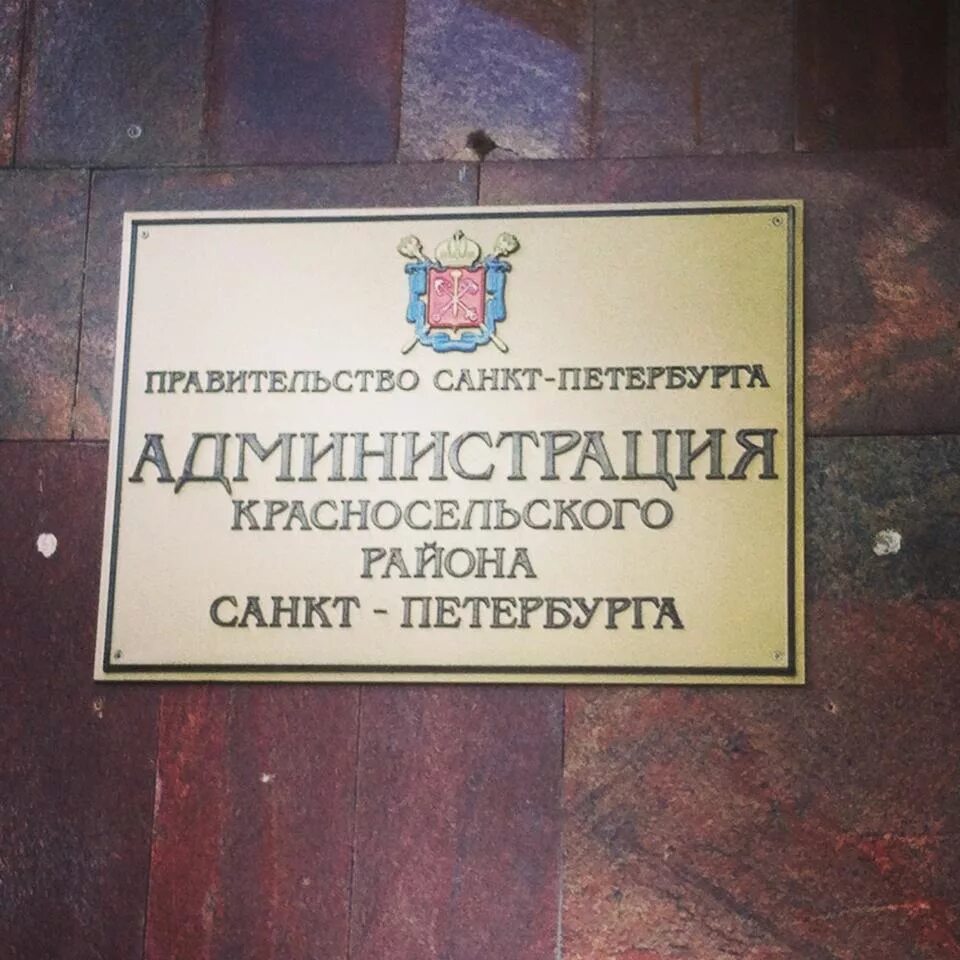 ПРАВИТЕЛЬСТВО САНКТ-ПЕТЕРБУРГА
АДМИНИСТРАЦИЯ
КРАСНОСЕЛЬСКОГО
РАЙОНА
САНКТ - ПЕТЕРБУРГА